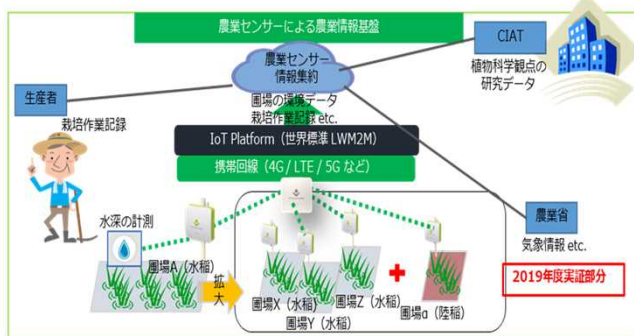 農業センサーによる農業情報基盤
CIAT
植物科学観点の
研究データ
農業センサー
情報集約
生産者
栽培作業記録
圃場の環境データ
栽培作業記録 etc.
IoT Platform（世界標準 LWM2M）
携帯回線（4G / LTE / 5G など）
農業省
気象情報 etc.
水深の計測
圃場A（水稲）
拡大
圃場X（水稲）
圃場Y（水稲）
圃場Z（水稲）
圃場α（陸稲）
2019年度実証部分